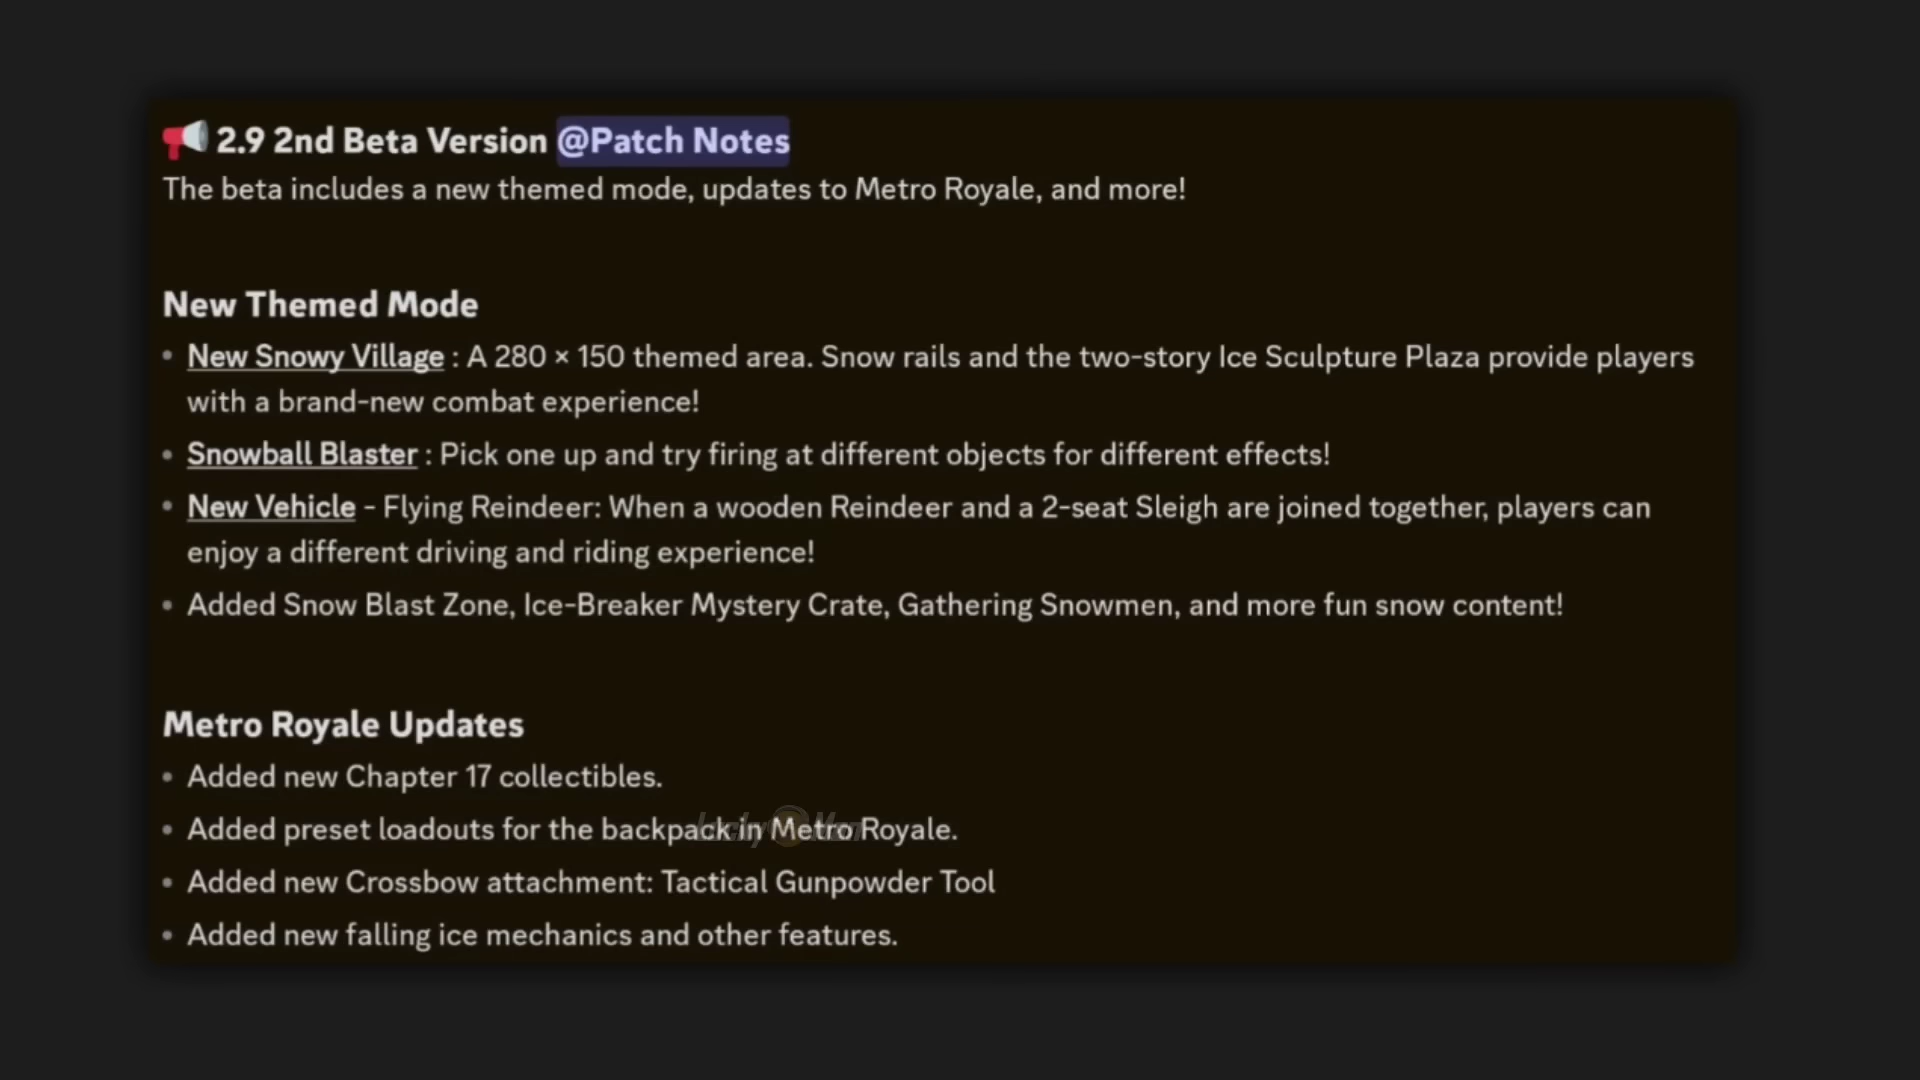 2.9 2nd Beta Version @Patch Notes
The beta includes a new themed mode, updates to Metro Royale, and more!
New Themed Mode
• New Snowy Village : A 280 × 150 themed area. Snow rails and the two-story Ice Sculpture Plaza provide players
with a brand-new combat experience!
• Snowball Blaster : Pick one up and try firing at different objects for different effects!
• New Vehicle - Flying Reindeer: When a wooden Reindeer and a 2-seat Sleigh are joined together, players can
enjoy a different driving and riding experience!
• Added Snow Blast Zone, Ice-Breaker Mystery Crate, Gathering Snowmen, and more fun snow content!
Metro Royale Updates
• Added new Chapter 17 collectibles.
• Added preset loadouts for the backpack in Metro Royale.
• Added new Crossbow attachment: Tactical Gunpowder Tool
• Added new falling ice mechanics and other features.